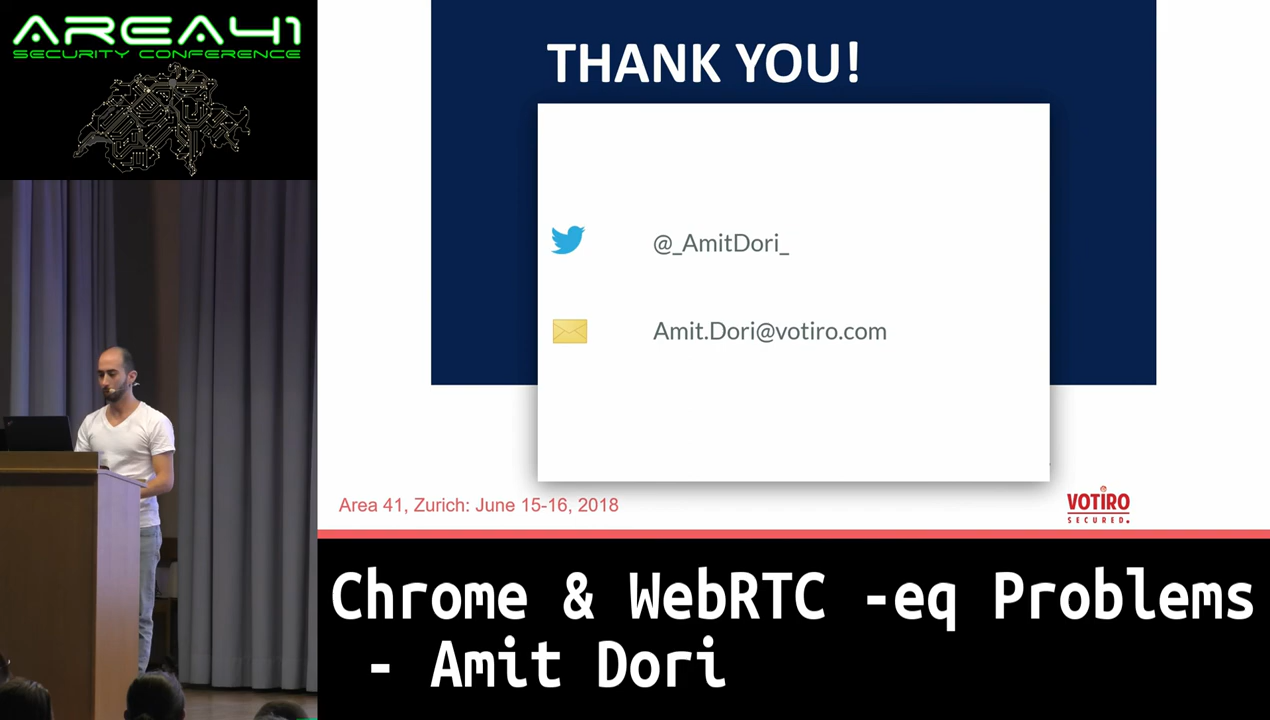 AREA41
SECURITY CONFERENCE
THANK YOU!
@_AmitDori_
Amit.Dori@votiro.com
Area 41, Zurich: June 15-16, 2018
VOTIRO
SECURED.
Chrome & WebRTC -eq Problems
- Amit Dori